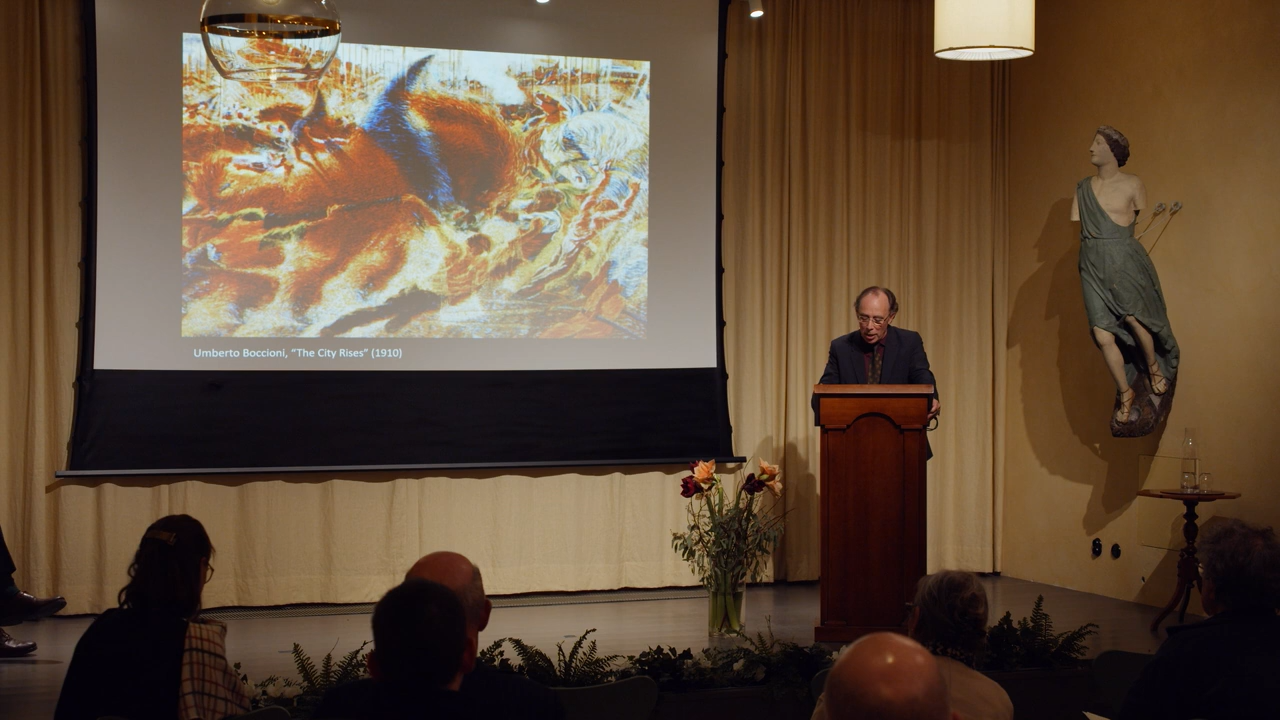 Umberto Boccioni, “The City Rises” (1910)